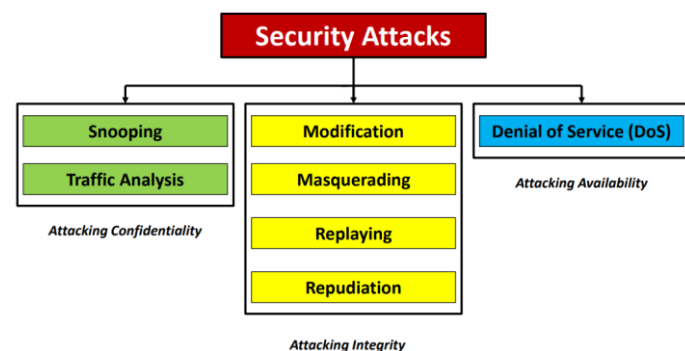 Security Attacks
Snooping
Traffic Analysis
Attacking Confidentiality
Modification
Masquerading
Replaying
Repudiation
Attacking Integrity
Denial of Service (DoS)
Attacking Availability